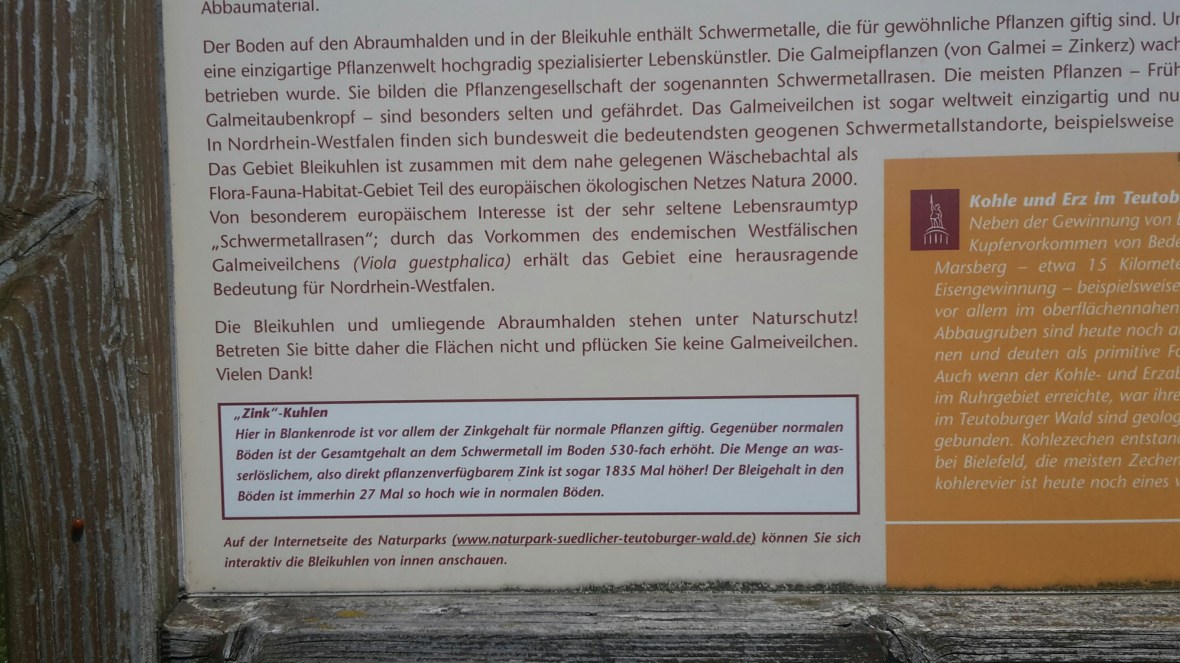 Abbaumaterial.
Der Boden auf den Abraumhalden und in der Bleikuhle enthält Schwermetalle, die für gewöhnliche Pflanzen giftig sind.
eine einzigartige Pflanzenwelt hochgradig spezialisierter Lebenskünstler. Die Galmeipflanzen (von Galmei = Zinkerz)
betrieben wurde. Sie bilden die Pflanzengesellschaft der sogenannten Schwermetallrasen. Die meisten Pflanzen –
Galmeitaubenkropf – sind besonders selten und gefährdet. Das Galmeiveilchen ist sogar weltweit einzigartig und
In Nordrhein-Westfalen finden sich bundesweit die bedeutendsten geogenen Schwermetallstandorte, beispielsweise
Das Gebiet Bleikuhlen ist zusammen mit dem nahe gelegenen Wäschebachtal als
Flora-Fauna-Habitat-Gebiet Teil des europäischen ökologischen Netzes Natura 2000.
Von besonderem europäischem Interesse ist der sehr seltene Lebensraumtyp
„Schwermetallrasen“; durch das Vorkommen des endemischen Westfälischen
Galmeiveilchens (Viola guestphalica) erhält das Gebiet eine herausragende
Bedeutung für Nordrhein-Westfalen.
Die Bleikuhlen und umliegende Abraumhalden stehen unter Naturschutz!
Betreten Sie bitte daher die Flächen nicht und pflücken Sie keine Galmeiveilchen.
Vielen Dank!
„Zink“-Kuhlen
Hier in Blankenrode ist vor allem der Zinkgehalt für normale Pflanzen giftig. Gegenüber normalen
Böden ist der Gesamtgehalt an dem Schwermetall im Boden 530-fach erhöht. Die Menge an was-
serlöslichem, also direkt pflanzenverfügbarem Zink ist sogar 1835 Mal höher! Der Bleigehalt in den
Böden ist immerhin 27 Mal so hoch wie in normalen Böden.
Auf der Internetseite des Naturparks (www.naturpark-suedlicher-teutoburger-wald.de) können Sie sich
interaktiv die Bleikuhlen von innen anschauen.
Kohle und Erz im
Neben der Gewinnung von
Kupfervorkommen von
Marsberg – etwa 15
Eisengewinnung – beispielsweise
vor allem im oberflächennahen
Abbaugruben sind heute noch
nen und deuten als primitive
Auch wenn der Kohle- und
im Ruhrgebiet erreichte, war
im Teutoburger Wald sind
gebunden. Kohlezechen
bei Bielefeld, die meisten Zechen
kohlerevier ist heute noch eines